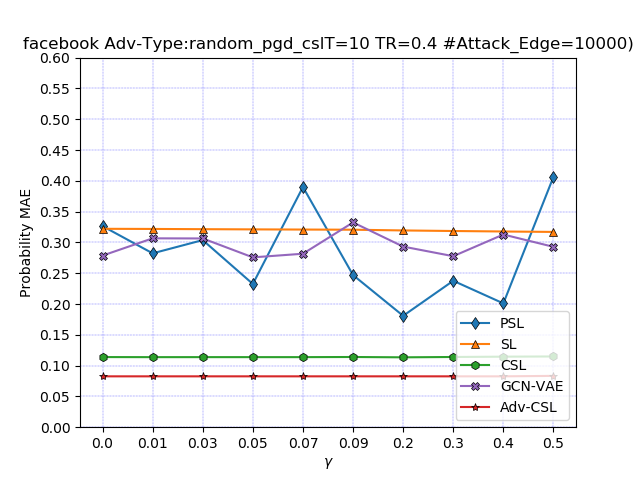 facebook Adv-Type:random_pgd_cslT=10 TR=0.4 #Attack_Edge=10000)
0.60
0.55
0.50
0.45
0.40
0.35
0.30
0.25
0.20
0.15
0.10
0.05
0.00
Probability MAE
0.0 0.01 0.03 0.05 0.07 0.09 0.2 0.3 0.4 0.5
γ
PSL
SL
CSL
GCN-VAE
Adv-CSL